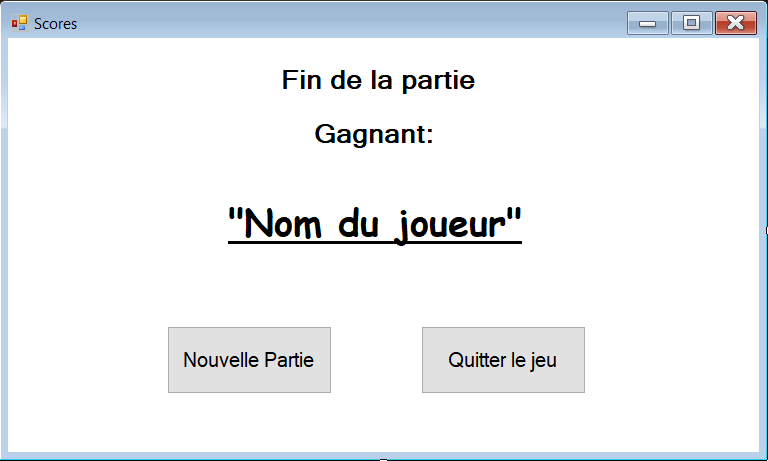 Scores
Fin de la partie
Gagnant:
"Nom du joueur"
Nouvelle Partie
Quitter le jeu